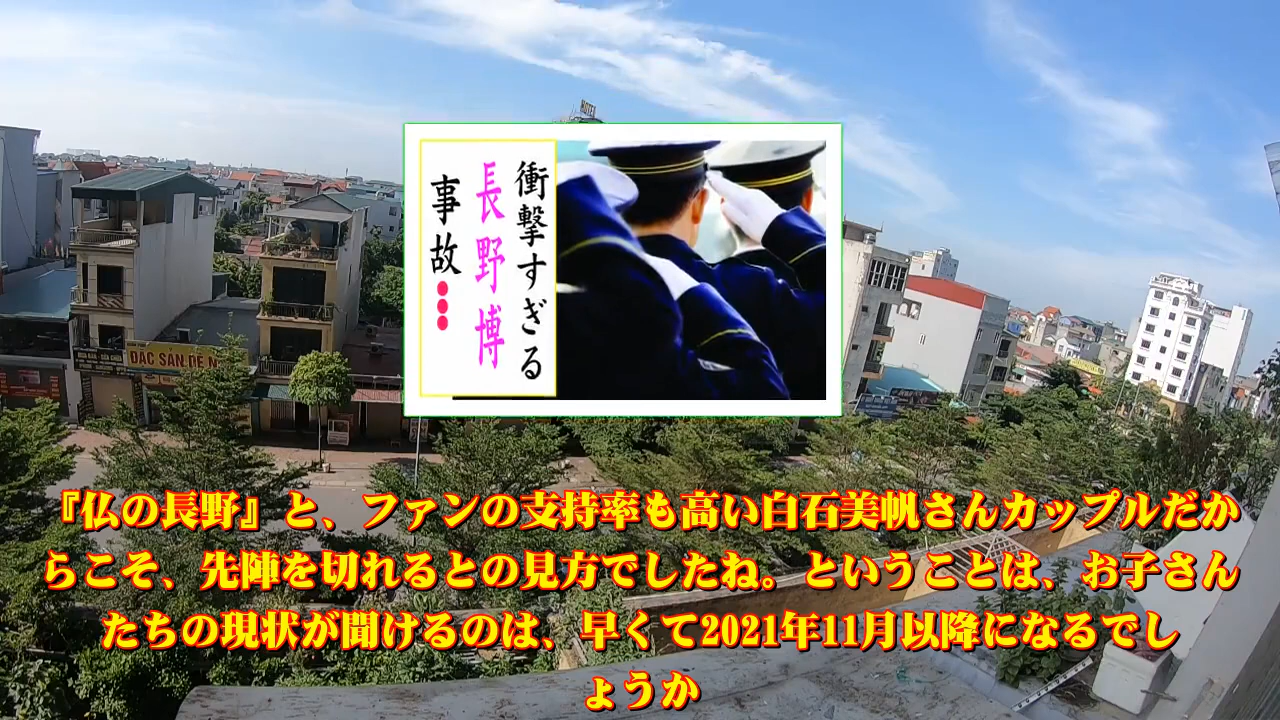 HOTEL
衝撃すぎる
長野博
事故•••
ĐẶC SẢN DÊ N
『仏の長野』と、ファンの支持率も高い白石美帆さんカップルだか
らこそ、先陣を切れるとの見方でしたね。ということは、お子さん
たちの現状が聞けるのは、早くて2021年11月以降になるでし
ょうか